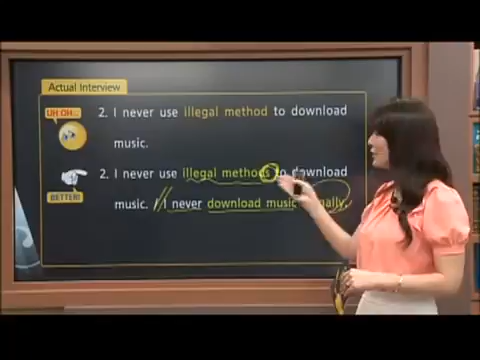 Actual Interview
UH OH...
2. I never use illegal method to download
music.
2. I never use illegal methods to download
BETTER!
music. // I never download music